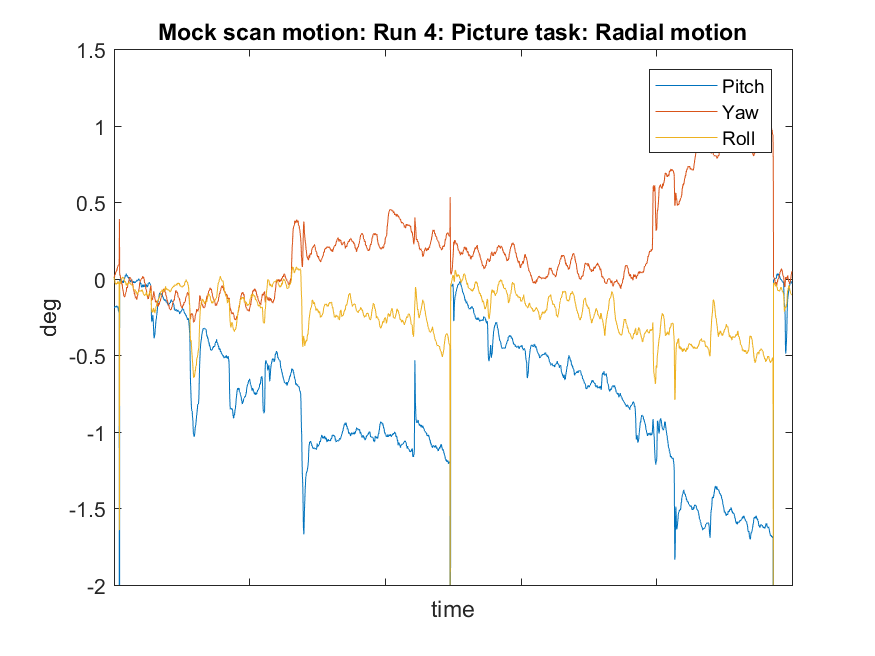 Mock scan motion: Run 4: Picture task: Radial motion
1.5
1
0.5
0
-0.5
-1
-1.5
-2
deg
time
Pitch
Yaw
Roll